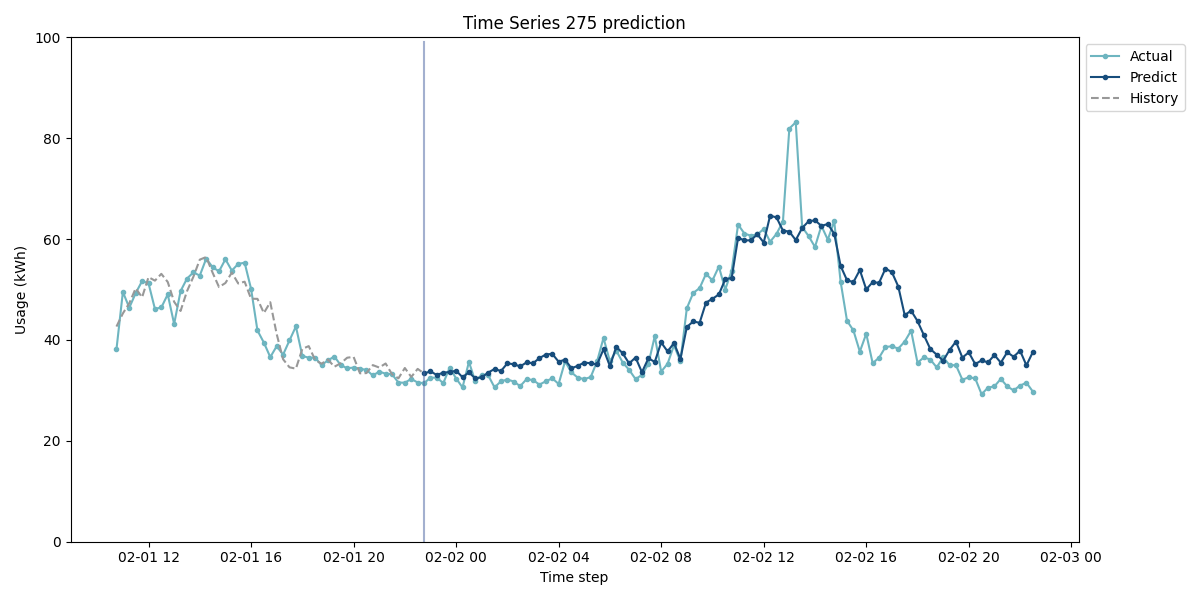 Time Series 275 prediction
100
80
60
40
20
0
Usage (kWh)
02-01 12
02-01 16
02-01 20
02-02 00
02-02 04
02-02 08
02-02 12
02-02 16
02-02 20
02-03 00
Time step
Actual
Predict
History